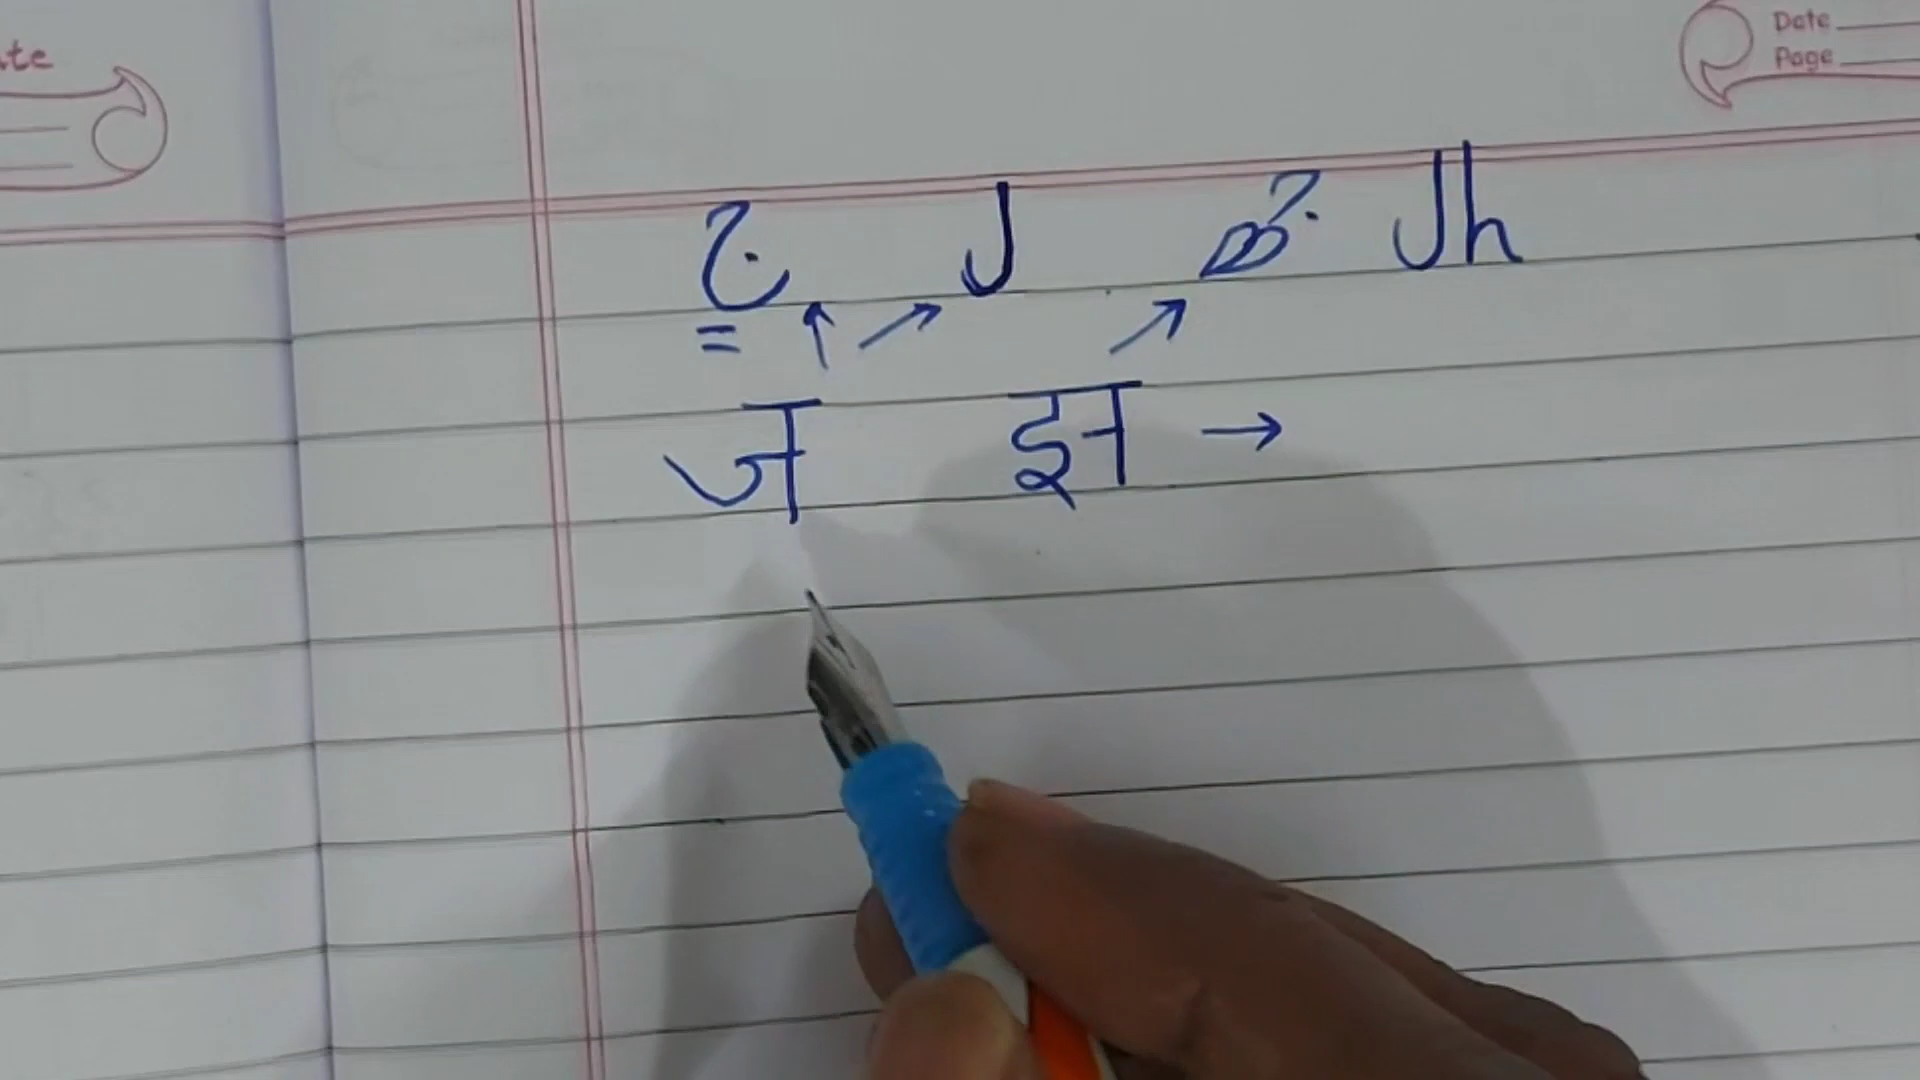 Date
Page
ج J جھ Jh
= ↑ ↗ ↗
ज झ →